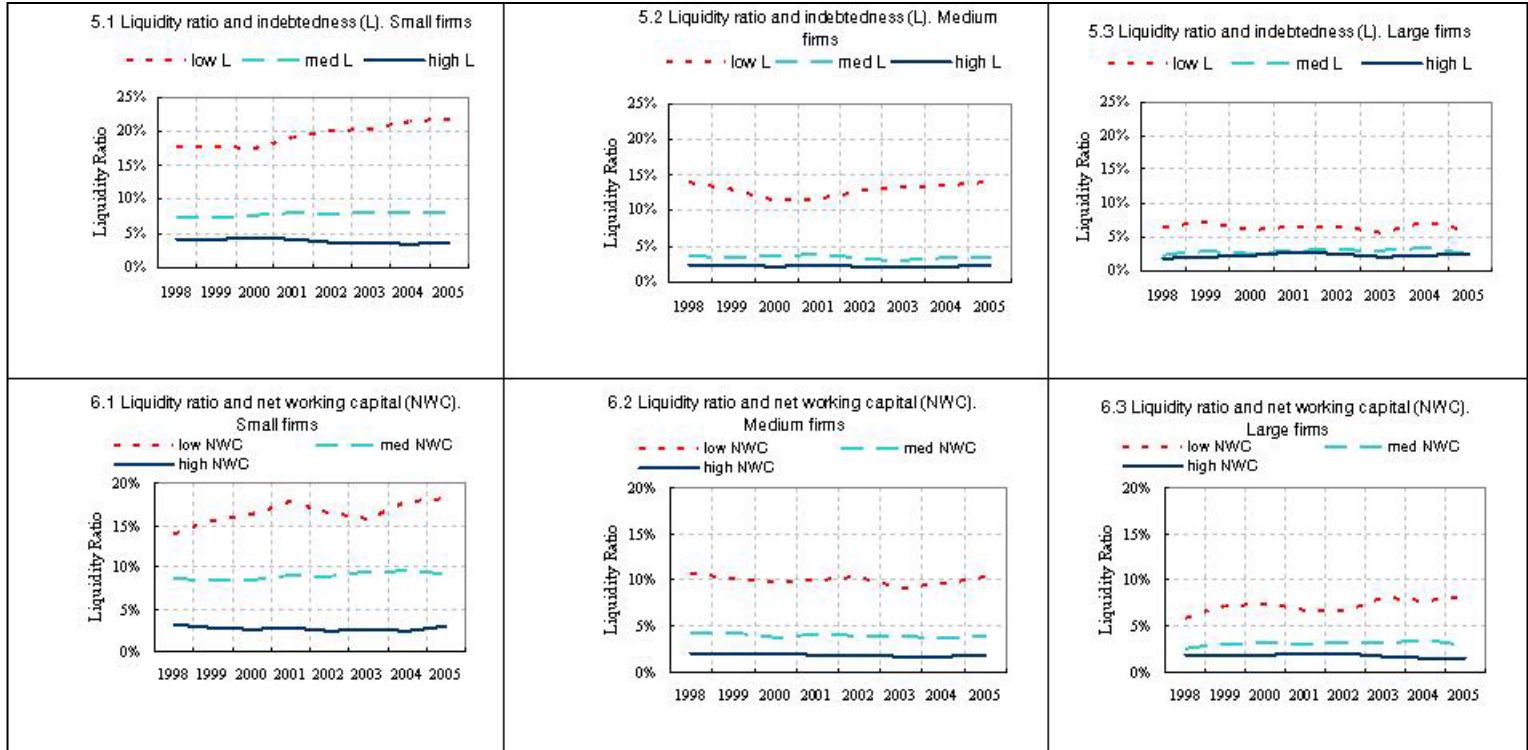 5.1 Liquidity ratio and indebtedness (L). Small firms
low L med L high L
25%
20%
15%
10%
5%
0%
Liquidity Ratio
1998 1999 2000 2001 2002 2003 2004 2005
5.2 Liquidity ratio and indebtedness (L). Medium
firms
low L med L high L
25%
20%
15%
10%
5%
0%
Liquidity Ratio
1998 1999 2000 2001 2002 2003 2004 2005
5.3 Liquidity ratio and indebtedness (L). Large firms
low L med L high L
25%
20%
15%
10%
5%
0%
Liquidity Ratio
1998 1999 2000 2001 2002 2003 2004 2005
6.1 Liquidity ratio and net working capital (NWC).
Small firms
low NWC med NWC
high NWC
20%
15%
10%
5%
0%
Liquidity Ratio
1998 1999 2000 2001 2002 2003 2004 2005
6.2 Liquidity ratio and net working capital (NWC).
Medium firms
low NWC med NWC
high NWC
20%
15%
10%
5%
0%
Liquidity Ratio
1998 1999 2000 2001 2002 2003 2004 2005
6.3 Liquidity ratio and net working capital (NWC).
Large firms
low NWC med NWC
high NWC
20%
15%
10%
5%
0%
Liquidity Ratio
1998 1999 2000 2001 2002 2003 2004 2005